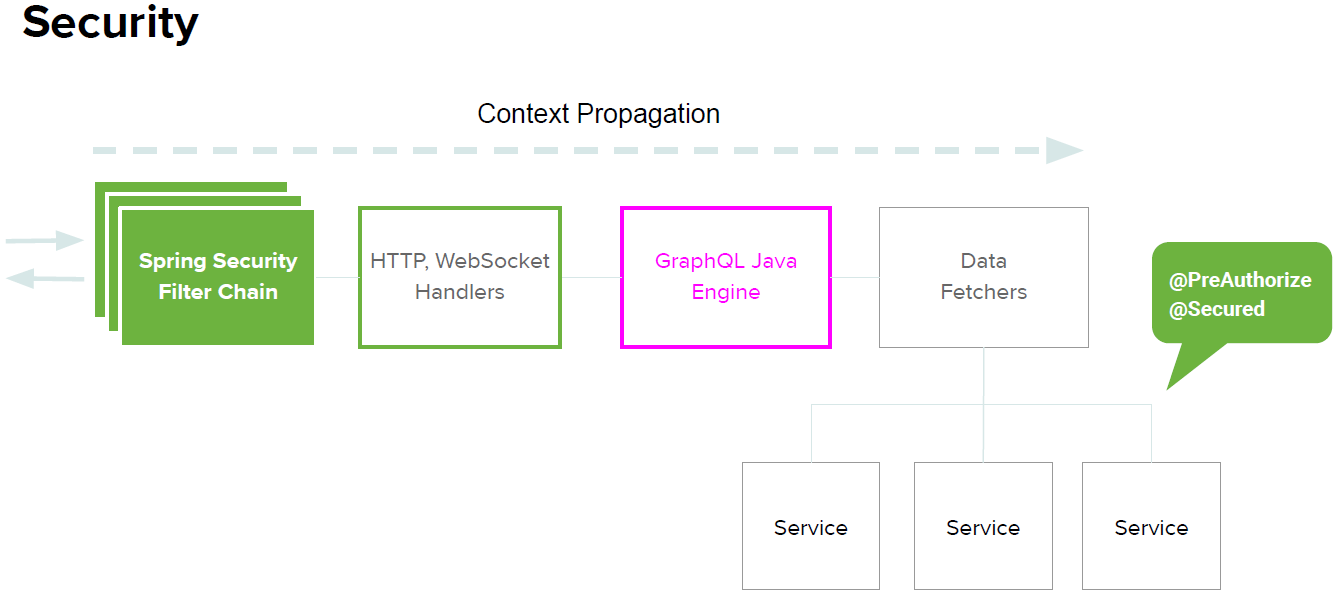 Security
Context Propagation
Spring Security
Filter Chain
HTTP, WebSocket
Handlers
GraphQL Java
Engine
Data
Fetchers
@PreAuthorize
@Secured
Service
Service
Service